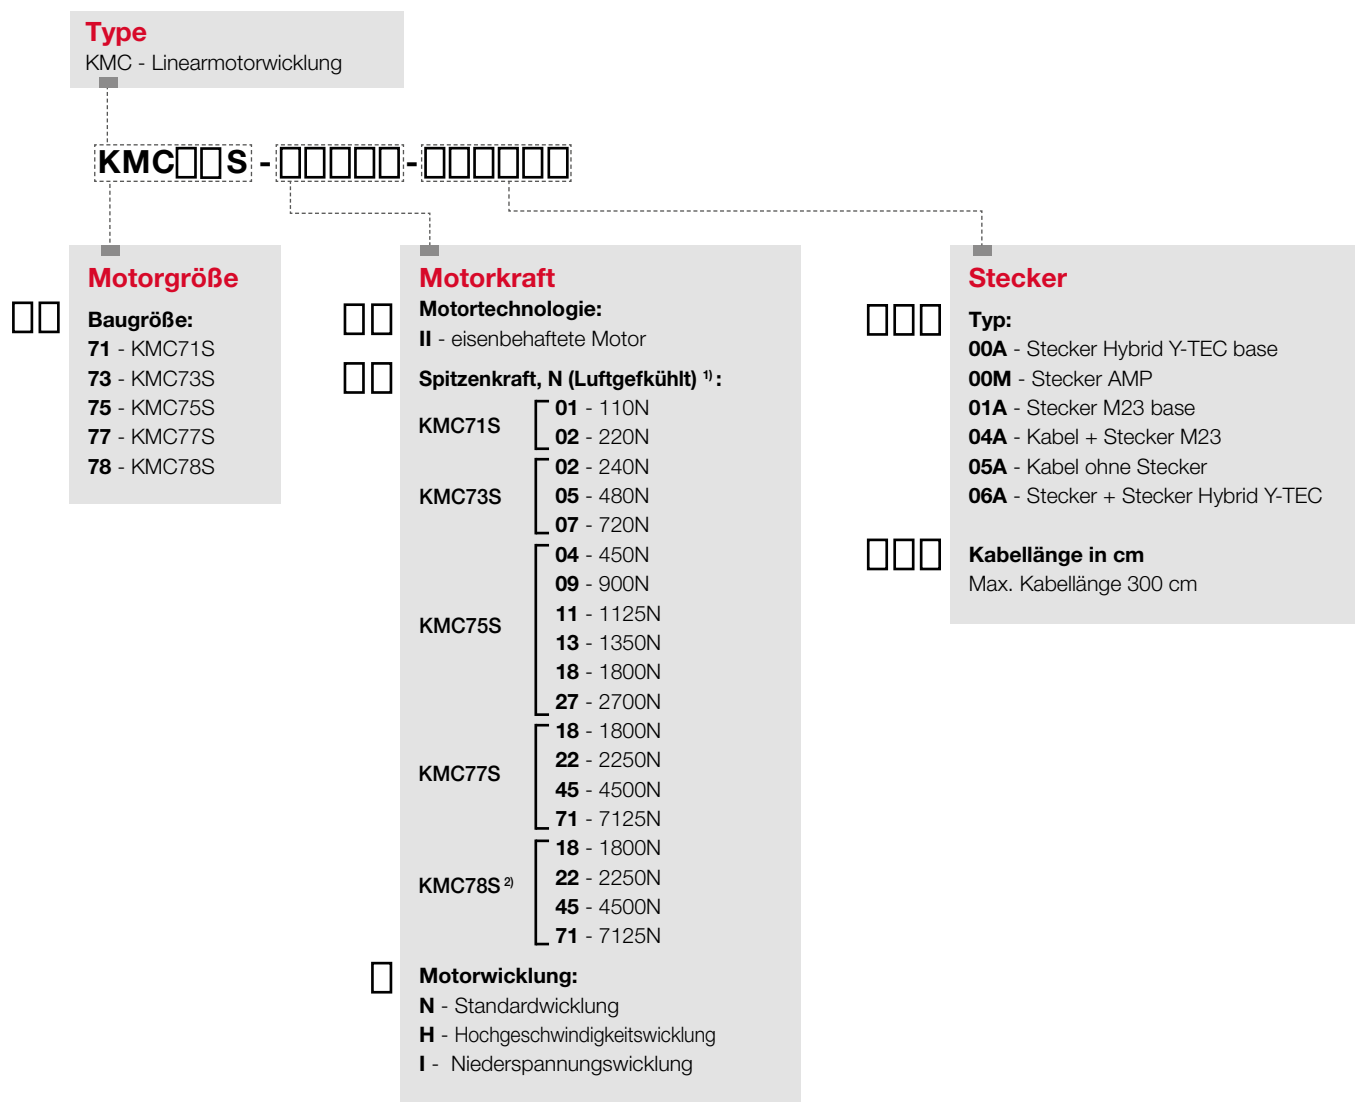 Type
KMC - Linearmotorwicklung
KMC□□S - □□□□□ - □□□□□□
Motorgröße
□□ Baugröße:
71 - KMC71S
73 - KMC73S
75 - KMC75S
77 - KMC77S
78 - KMC78S
Motorkraft
□□ Motortechnologie:
II - eisenbehaftete Motor
□□ Spitzenkraft, N (Luftgefkühlt) 1) :
KMC71S
01 - 110N
02 - 220N
KMC73S
02 - 240N
05 - 480N
07 - 720N
KMC75S
04 - 450N
09 - 900N
11 - 1125N
13 - 1350N
18 - 1800N
27 - 2700N
KMC77S
18 - 1800N
22 - 2250N
45 - 4500N
71 - 7125N
KMC78S 2)
18 - 1800N
22 - 2250N
45 - 4500N
71 - 7125N
□ Motorwicklung:
N - Standardwicklung
H - Hochgeschwindigkeitswicklung
I - Niederspannungswicklung
Stecker
□□□ Typ:
00A - Stecker Hybrid Y-TEC base
00M - Stecker AMP
01A - Stecker M23 base
04A - Kabel + Stecker M23
05A - Kabel ohne Stecker
06A - Stecker + Stecker Hybrid Y-TEC
□□□ Kabellänge in cm
Max. Kabellänge 300 cm